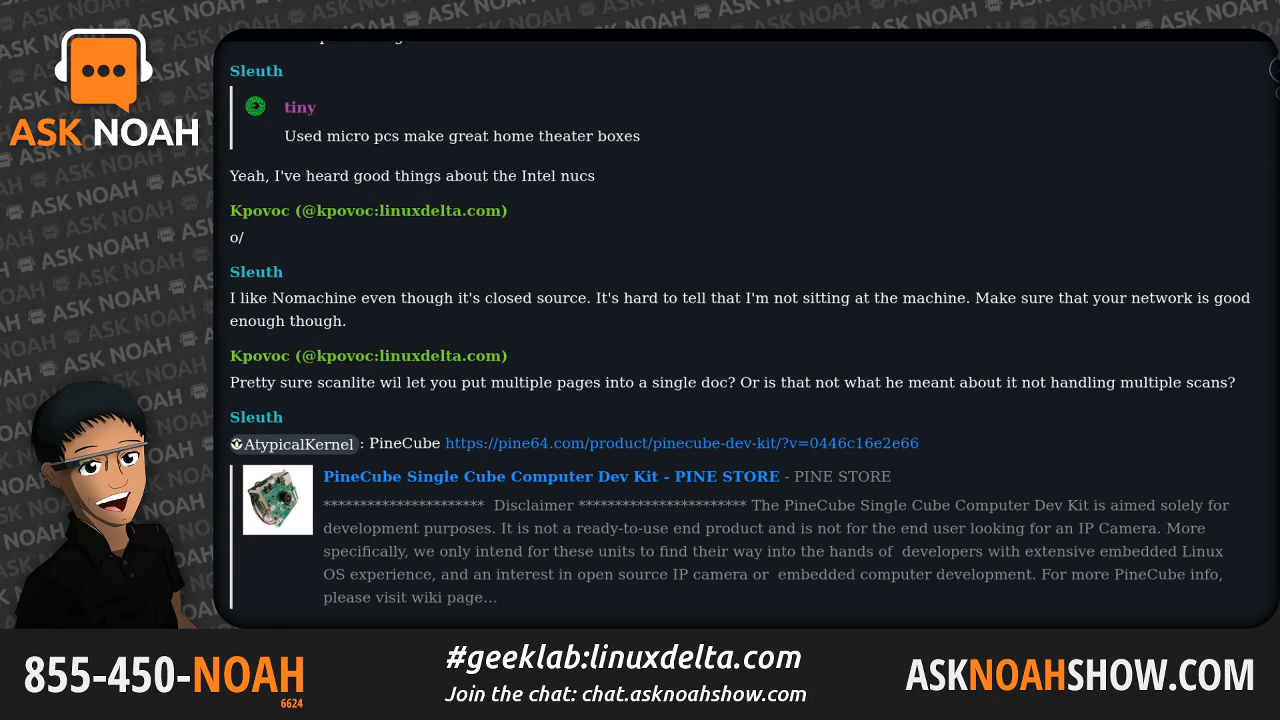 ASK NOAH
Sleuth
tiny
Used micro pcs make great home theater boxes
Yeah, I've heard good things about the Intel nucs
Kpovoc (@kpovoc:linuxdelta.com)
o/
Sleuth
I like Nomachine even though it's closed source. It's hard to tell that I'm not sitting at the machine. Make sure that your network is good
enough though.
Kpovoc (@kpovoc:linuxdelta.com)
Pretty sure scanlite wil let you put multiple pages into a single doc? Or is that not what he meant about it not handling multiple scans?
Sleuth
AtypicalKernel : PineCube https://pine64.com/product/pinecube-dev-kit/?v=0446c16e2e66
PineCube Single Cube Computer Dev Kit - PINE STORE - PINE STORE
********************** Disclaimer *********************** The PineCube Single Cube Computer Dev Kit is aimed solely for
development purposes. It is not a ready-to-use end product and is not for the end user looking for an IP Camera. More
specifically, we only intend for these units to find their way into the hands of developers with extensive embedded Linux
OS experience, and an interest in open source IP camera or embedded computer development. For more PineCube info,
please visit wiki page...
855-450-NOAH
6624
#geeklab:linuxdelta.com
Join the chat: chat.asknoahshow.com
ASKNOAHSHOW.COM